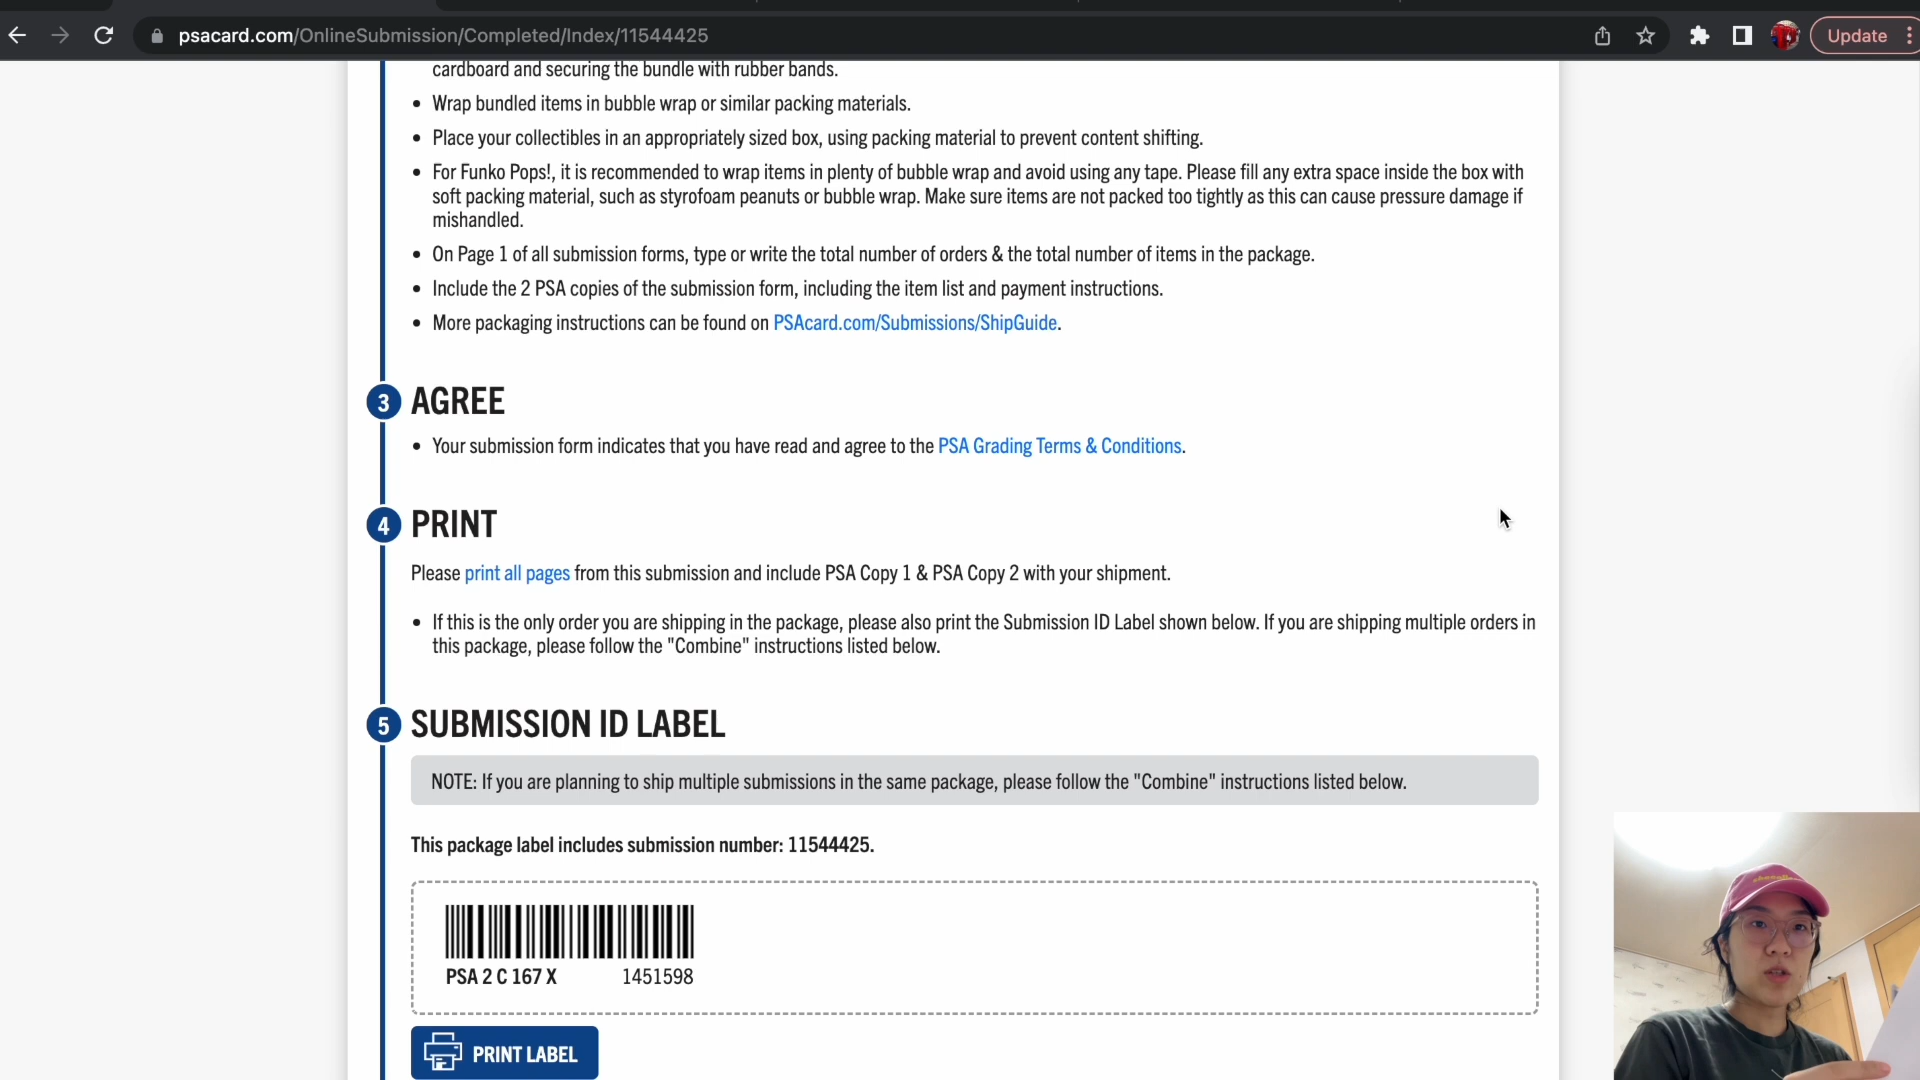 psacard.com/OnlineSubmission/Completed/Index/11544425
Update
cardboard and securing the bundle with rubber bands.
• Wrap bundled items in bubble wrap or similar packing materials.
• Place your collectibles in an appropriately sized box, using packing material to prevent content shifting.
• For Funko Pops!, it is recommended to wrap items in plenty of bubble wrap and avoid using any tape. Please fill any extra space inside the box with
soft packing material, such as styrofoam peanuts or bubble wrap. Make sure items are not packed too tightly as this can cause pressure damage if
mishandled.
• On Page 1 of all submission forms, type or write the total number of orders & the total number of items in the package.
• Include the 2 PSA copies of the submission form, including the item list and payment instructions.
• More packaging instructions can be found on PSAcard.com/Submissions/ShipGuide.
3 AGREE
• Your submission form indicates that you have read and agree to the PSA Grading Terms & Conditions.
4 PRINT
Please print all pages from this submission and include PSA Copy 1 & PSA Copy 2 with your shipment.
• If this is the only order you are shipping in the package, please also print the Submission ID Label shown below. If you are shipping multiple orders in
this package, please follow the "Combine" instructions listed below.
5 SUBMISSION ID LABEL
NOTE: If you are planning to ship multiple submissions in the same package, please follow the "Combine" instructions listed below.
This package label includes submission number: 11544425.
PSA 2 C 167 X 1451598
PRINT LABEL